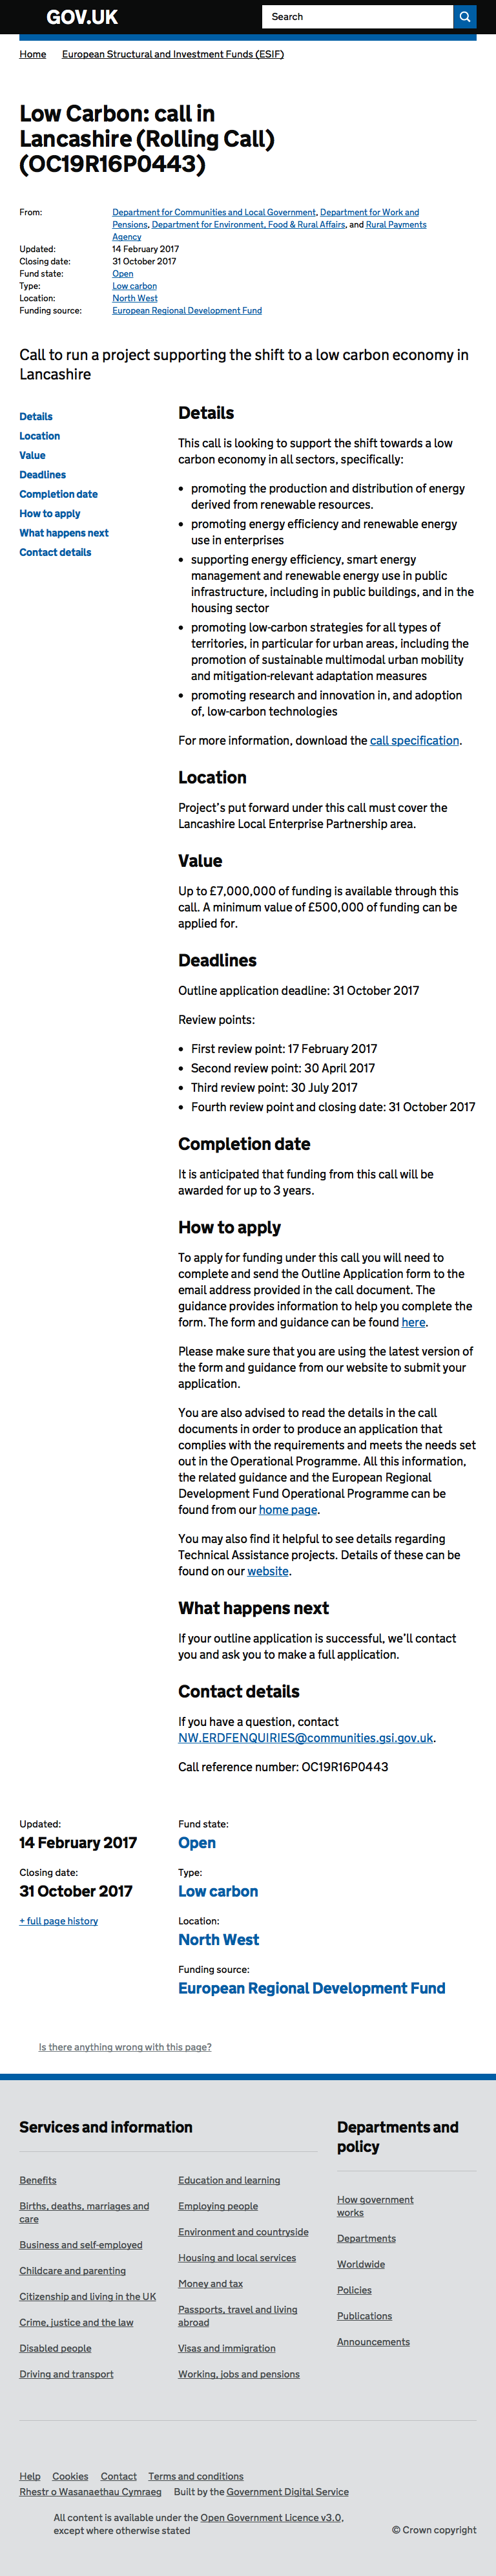 GOV.UK
Search
Home
European Structural and Investment Funds (ESIF)
Low Carbon: call in
Lancashire (Rolling Call)
(OC19R16P0443)
From:
Department for Communities and Local Government, Department for Work and
Pensions, Department for Environment, Food & Rural Affairs, and Rural Payments
Agency
Updated:
14 February 2017
Closing date:
31 October 2017
Fund state:
Open
Type:
Low carbon
Location:
North West
Funding source:
European Regional Development Fund
Call to run a project supporting the shift to a low carbon economy in
Lancashire
Details
Location
Value
Deadlines
Completion date
How to apply
What happens next
Contact details
Details
This call is looking to support the shift towards a low
carbon economy in all sectors, specifically:
• promoting the production and distribution of energy
derived from renewable resources.
• promoting energy efficiency and renewable energy
use in enterprises
• supporting energy efficiency, smart energy
management and renewable energy use in public
infrastructure, including in public buildings, and in the
housing sector
• promoting low-carbon strategies for all types of
territories, in particular for urban areas, including the
promotion of sustainable multimodal urban mobility
and mitigation-relevant adaptation measures
• promoting research and innovation in, and adoption
of, low-carbon technologies
For more information, download the call specification.
Location
Project's put forward under this call must cover the
Lancashire Local Enterprise Partnership area.
Value
Up to £7,000,000 of funding is available through this
call. A minimum value of £500,000 of funding can be
applied for.
Deadlines
Outline application deadline: 31 October 2017
Review points:
• First review point: 17 February 2017
• Second review point: 30 April 2017
• Third review point: 30 July 2017
• Fourth review point and closing date: 31 October 2017
Completion date
It is anticipated that funding from this call will be
awarded for up to 3 years.
How to apply
To apply for funding under this call you will need to
complete and send the Outline Application form to the
email address provided in the call document. The
guidance provides information to help you complete the
form. The form and guidance can be found here.
Please make sure that you are using the latest version of
the form and guidance from our website to submit your
application.
You are also advised to read the details in the call
documents in order to produce an application that
complies with the requirements and meets the needs set
out in the Operational Programme. All this information,
the related guidance and the European Regional
Development Fund Operational Programme can be
found from our home page.
You may also find it helpful to see details regarding
Technical Assistance projects. Details of these can be
found on our website.
What happens next
If your outline application is successful, we'll contact
you and ask you to make a full application.
Contact details
If you have a question, contact
NW.ERDFENQUIRIES@communities.gsi.gov.uk.
Call reference number: OC19R16P0443
Updated:
14 February 2017
Closing date:
31 October 2017
+ full page history
Fund state:
Open
Type:
Low carbon
Location:
North West
Funding source:
European Regional Development Fund
Is there anything wrong with this page?
Services and information
Benefits
Births, deaths, marriages and
care
Business and self-employed
Childcare and parenting
Citizenship and living in the UK
Crime, justice and the law
Disabled people
Driving and transport
Education and learning
Employing people
Environment and countryside
Housing and local services
Money and tax
Passports, travel and living
abroad
Visas and immigration
Working, jobs and pensions
Departments and
policy
How government
works
Departments
Worldwide
Policies
Publications
Announcements
Help
Cookies
Contact
Terms and conditions
Rhestr o Wasanaethau Cymraeg
Built by the Government Digital Service
All content is available under the Open Government Licence v3.0,
except where otherwise stated
© Crown copyright